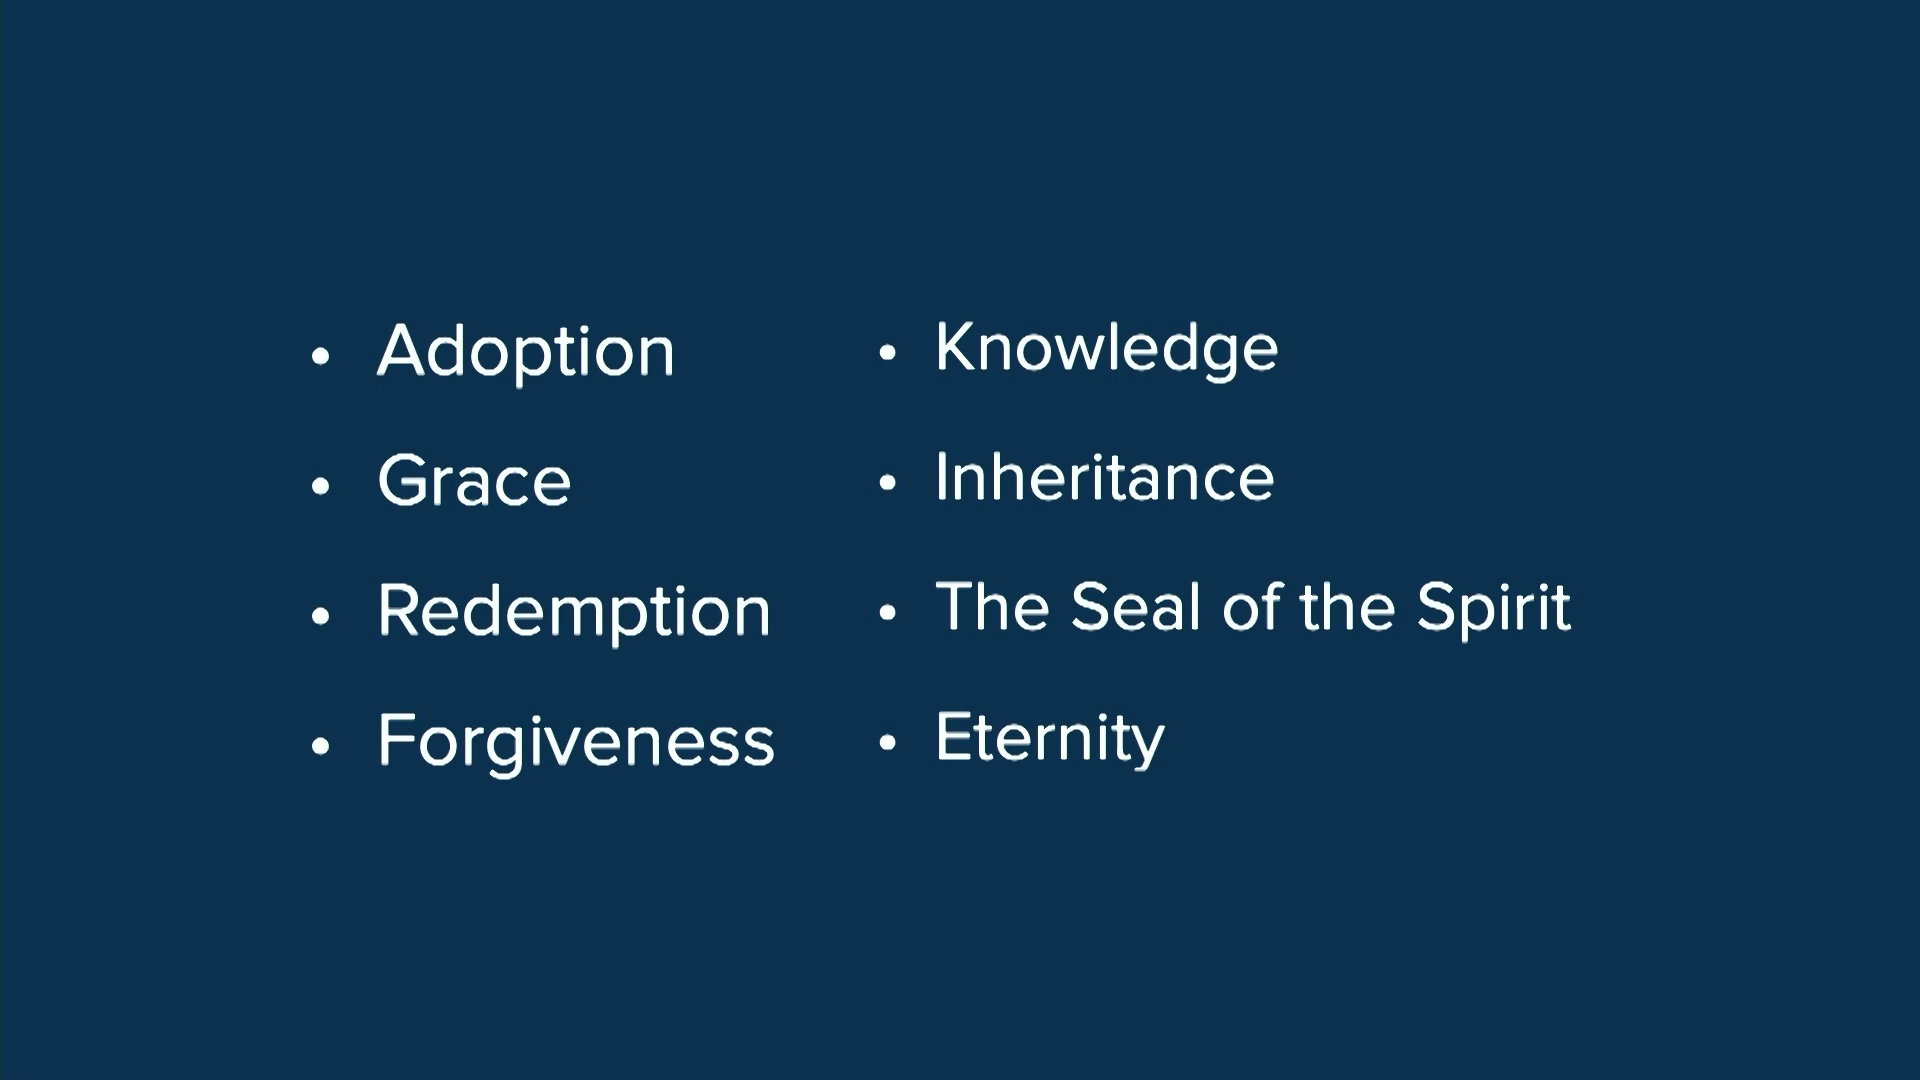 • Adoption
• Grace
• Redemption
• Forgiveness
• Knowledge
• Inheritance
• The Seal of the Spirit
• Eternity